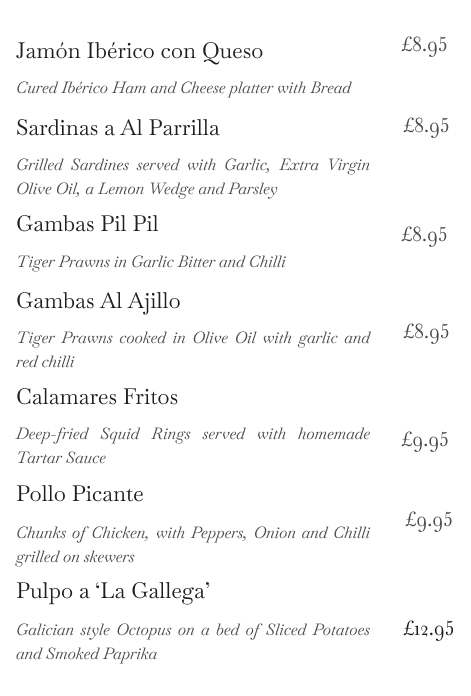 Jamón Ibérico con Queso £8.95
Cured Ibérico Ham and Cheese platter with Bread
Sardinas a Al Parrilla £8.95
Grilled Sardines served with Garlic, Extra Virgin
Olive Oil, a Lemon Wedge and Parsley
Gambas Pil Pil £8.95
Tiger Prawns in Garlic Bitter and Chilli
Gambas Al Ajillo
Tiger Prawns cooked in Olive Oil with garlic and £8.95
red chilli
Calamares Fritos
Deep-fried Squid Rings served with homemade £9.95
Tartar Sauce
Pollo Picante
Chunks of Chicken, with Peppers, Onion and Chilli £9.95
grilled on skewers
Pulpo a ‘La Gallega’
Galician style Octopus on a bed of Sliced Potatoes £12.95
and Smoked Paprika